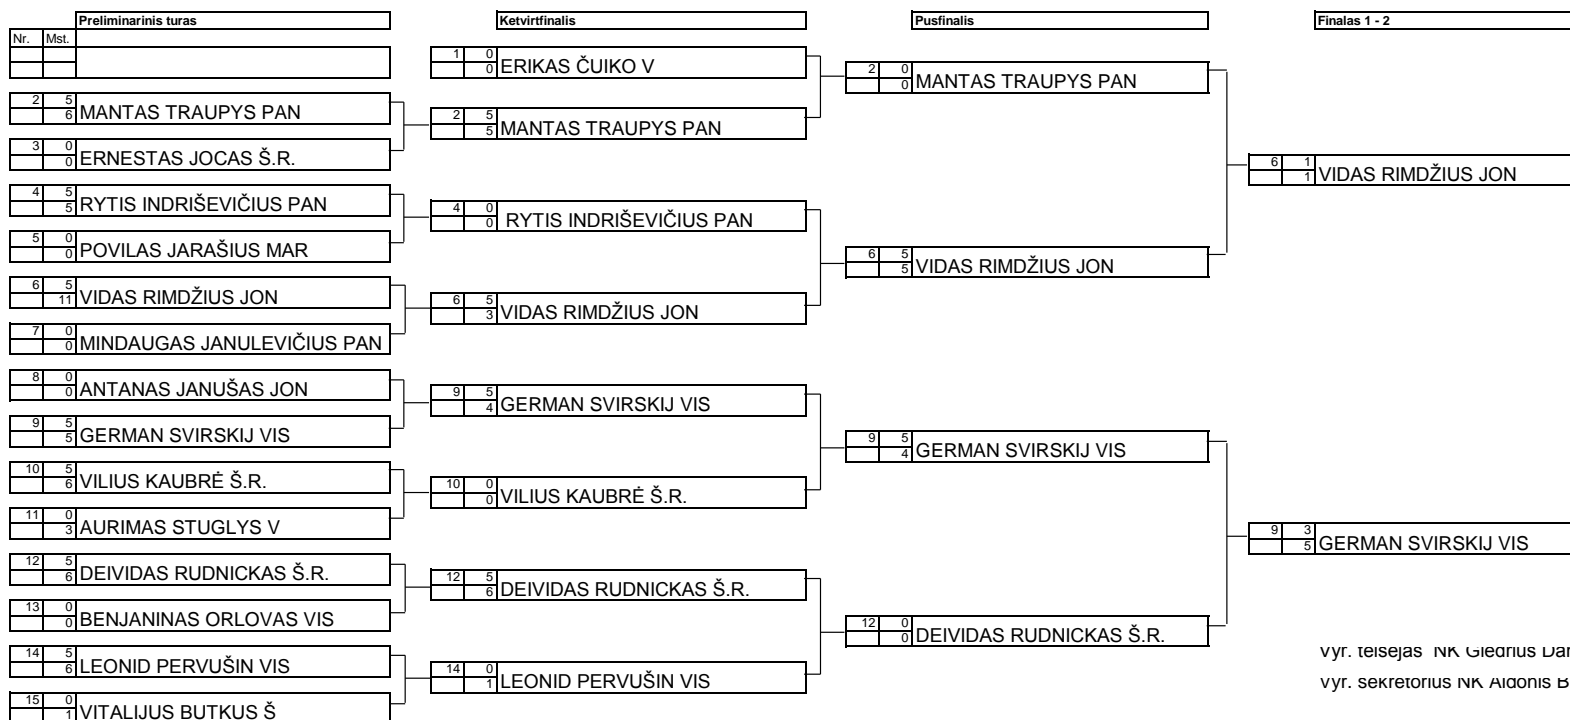 Preliminarinis turas Ketvirtfinalis Pusfinalis Finalas 1 - 2
Nr. Mst.
1 0
0 ERIKAS ČUIKO V
2 0
0 MANTAS TRAUPYS PAN
2 5
6 MANTAS TRAUPYS PAN
2 5
5 MANTAS TRAUPYS PAN
3 0
0 ERNESTAS JOCAS Š.R.
6 1
1 VIDAS RIMDŽIUS JON
4 5
5 RYTIS INDRIŠEVIČIUS PAN
4 0
0 RYTIS INDRIŠEVIČIUS PAN
5 0
0 POVILAS JARAŠIUS MAR
6 5
5 VIDAS RIMDŽIUS JON
6 5
11 VIDAS RIMDŽIUS JON
6 5
3 VIDAS RIMDŽIUS JON
7 0
0 MINDAUGAS JANULEVIČIUS PAN
8 0
0 ANTANAS JANUŠAS JON
9 5
4 GERMAN SVIRSKIJ VIS
9 5
5 GERMAN SVIRSKIJ VIS
9 5
4 GERMAN SVIRSKIJ VIS
10 5
6 VILIUS KAUBRĖ Š.R.
10 0
0 VILIUS KAUBRĖ Š.R.
11 0
3 AURIMAS STUGLYS V
9 3
5 GERMAN SVIRSKIJ VIS
12 5
6 DEIVIDAS RUDNICKAS Š.R.
12 5
6 DEIVIDAS RUDNICKAS Š.R.
13 0
0 BENJANINAS ORLOVAS VIS
12 0
0 DEIVIDAS RUDNICKAS Š.R.
14 5
6 LEONID PERVUŠIN VIS
14 0
1 LEONID PERVUŠIN VIS
Vyr. teisėjas NK Giedrius
Vyr. sekretorius NK Aldonis
15 0
1 VITALIJUS BUTKUS Š